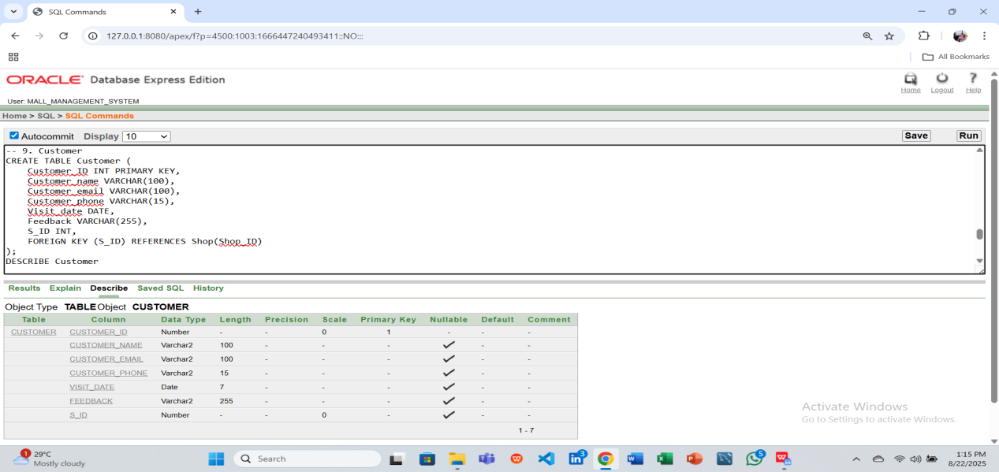 SQL Commands
127.0.0.1:8080/apex/f?p=4500:1003:1666447240493411::NO:::
All Bookmarks
ORACLE Database Express Edition
Home Logout Help
User: MALL_MANAGEMENT_SYSTEM
Home > SQL > SQL Commands
Autocommit Display 10 Save Run
-- 9. Customer
CREATE TABLE Customer (
Customer_ID INT PRIMARY KEY,
Customer_name VARCHAR(100),
Customer_email VARCHAR(100),
Customer_phone VARCHAR(15),
Visit_date DATE,
Feedback VARCHAR(255),
S_ID INT,
FOREIGN KEY (S_ID) REFERENCES Shop(Shop_ID)
);
DESCRIBE Customer
Results Explain Describe Saved SQL History
Object Type TABLE Object CUSTOMER
Table Column Data Type Length Precision Scale Primary Key Nullable Default Comment
CUSTOMER CUSTOMER_ID Number - - 0 1 - - -
CUSTOMER_NAME Varchar2 100 - - - - -
CUSTOMER_EMAIL Varchar2 100 - - - - -
CUSTOMER_PHONE Varchar2 15 - - - - -
VISIT_DATE Date 7 - - - - -
FEEDBACK Varchar2 255 - - - - -
S_ID Number - - 0 - - -
1 - 7
Activate Windows
Go to Settings to activate Windows.
1 29°C
Mostly cloudy
Search
3
5
1:15 PM
8/22/2025